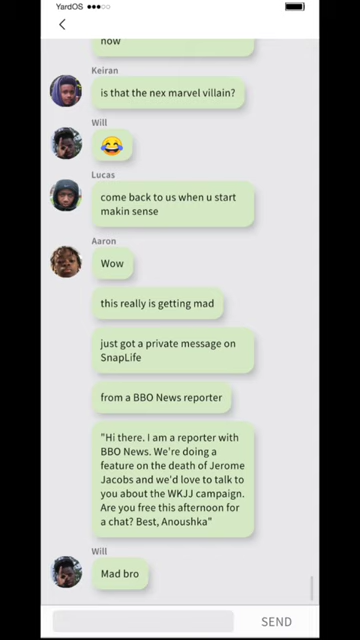 YardOS
now
Keiran
is that the nex marvel villain?
Will
😂
Lucas
come back to us when u start
makin sense
Aaron
Wow
this really is getting mad
just got a private message on
SnapLife
from a BBO News reporter
"Hi there. I am a reporter with
BBO News. We're doing a
feature on the death of Jerome
Jacobs and we'd love to talk to
you about the WKJJ campaign.
Are you free this afternoon for
a chat? Best, Anoushka"
Will
Mad bro
SEND